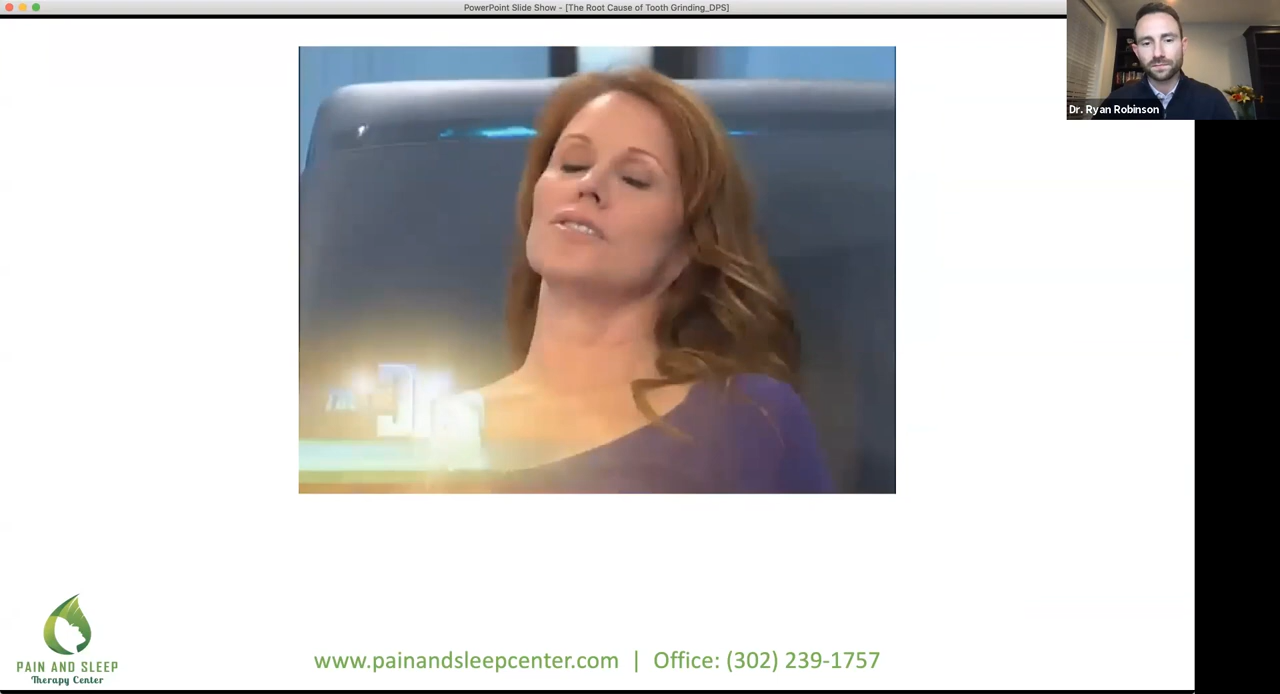 PowerPoint Slide Show - [The Root Cause of Tooth Grinding_DPS]
Dr. Ryan Robinson
PAIN AND SLEEP
Therapy Center
www.painandsleepcenter.com | Office: (302) 239-1757